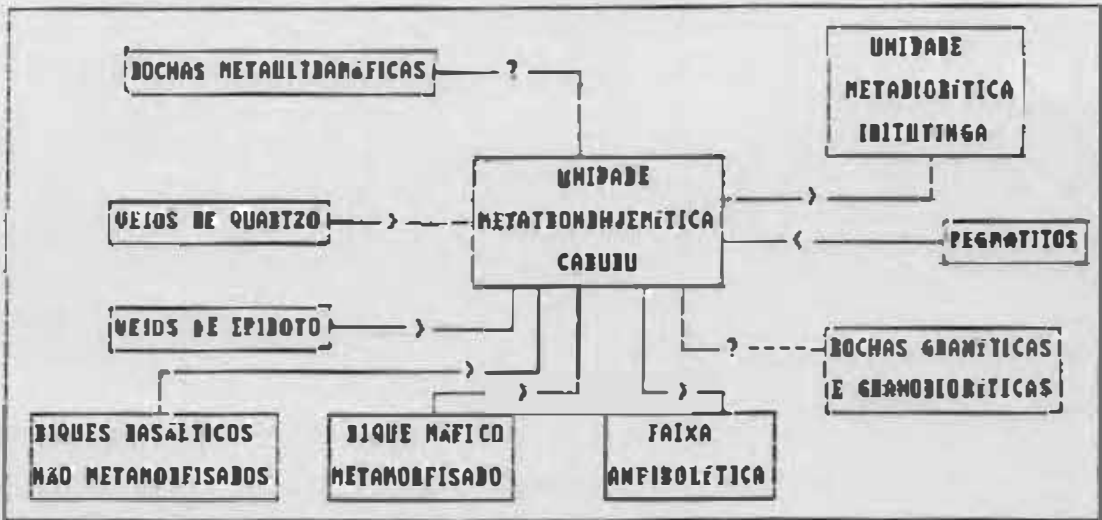 ROCHAS METAULTRAMÁFICAS
?
UNIDADE
METADIORÍTICA
IBITUTINGA
UNIDADE
METATRONDHJEMÍTICA
CABURU
VEIOS DE QUARTZO
>
>
<
PEGMATITOS
VEIOS DE EPIDOTO
>
?
ROCHAS GRANÍTICAS
E GRANODIORÍTICAS
>
>
>
DIQUES BASÁLTICOS
NÃO METAMORFISADOS
DIQUE MÁFICO
METAMORFISADO
FAIXA
ANFIBOLÍTICA